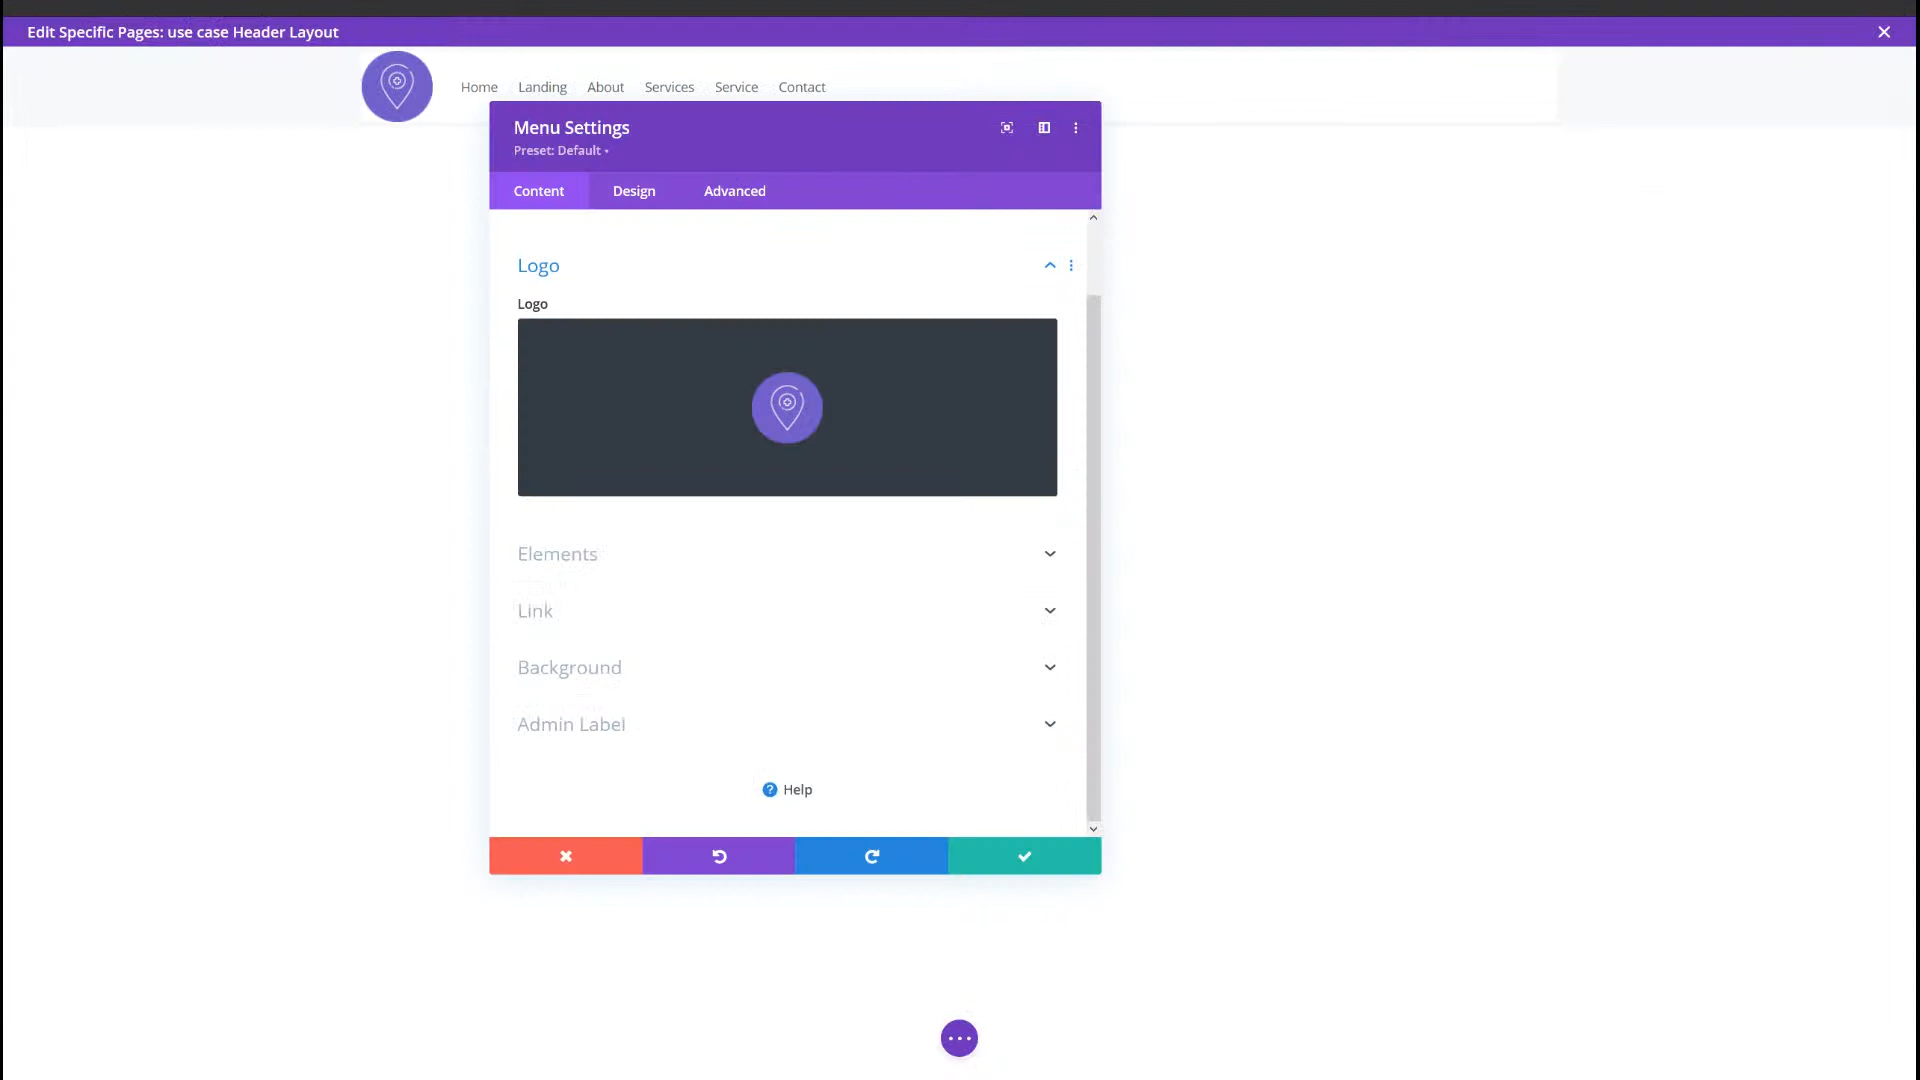 Edit Specific Pages: use case Header Layout
Home Landing About Services Service Contact
Menu Settings
Preset: Default
Content Design Advanced
Logo
Logo
Elements
Link
Background
Admin Label
Help